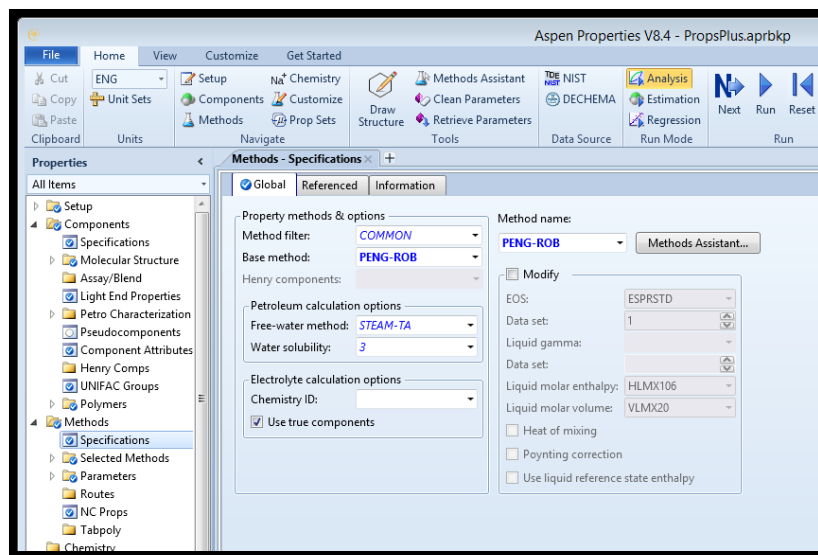 Aspen Properties V8.4 - PropsPlus.aprbkp
File Home View Customize Get Started
Cut ENG Setup Na+ Chemistry Methods Assistant TDE NIST NIST Analysis
Copy Unit Sets Components Customize Draw Structure Clean Parameters DECHEMA Estimation Next Run Reset
Paste Methods Prop Sets Retrieve Parameters Regression
Clipboard Units Navigate Tools Data Source Run Mode Run
Properties < Methods - Specifications × +
All Items
Global Referenced Information
Setup
Components
Specifications
Molecular Structure
Assay/Blend
Light End Properties
Petro Characterization
Pseudocomponents
Component Attributes
Henry Comps
UNIFAC Groups
Polymers
Methods
Specifications
Selected Methods
Parameters
Routes
NC Props
Tabpoly
Chemistry
Property methods & options
Method filter: COMMON
Base method: PENG-ROB
Henry components:
Petroleum calculation options
Free-water method: STEAM-TA
Water solubility: 3
Electrolyte calculation options
Chemistry ID:
Use true components
Method name:
PENG-ROB Methods Assistant...
Modify
EOS: ESPRSTD
Data set: 1
Liquid gamma:
Data set:
Liquid molar enthalpy: HLMX106
Liquid molar volume: VLMX20
Heat of mixing
Poynting correction
Use liquid reference state enthalpy